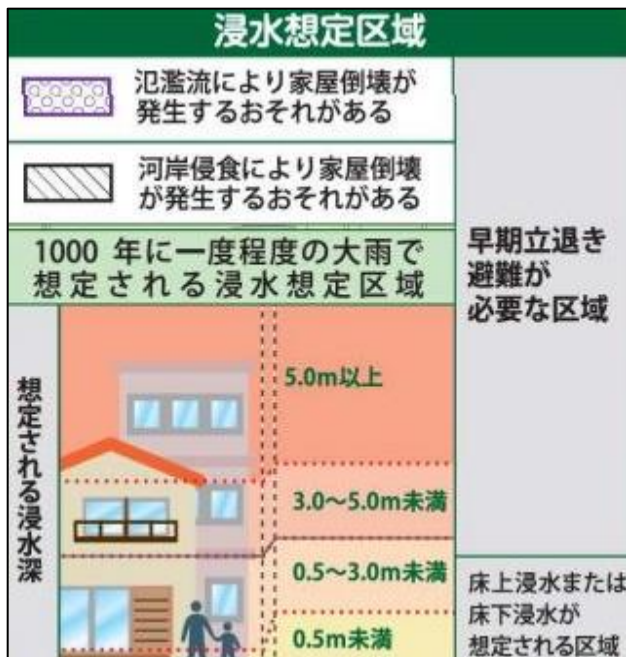 浸水想定区域
氾濫流により家屋倒壊が
発生するおそれがある
河岸侵食により家屋倒壊
が発生するおそれがある
早期立退き
避難が
必要な区域
1000 年に一度程度の大雨で
想定される浸水想定区域
想定される浸水深
5.0m以上
3.0～5.0m未満
0.5～3.0m未満
0.5m未満
床上浸水または
床下浸水が
想定される区域